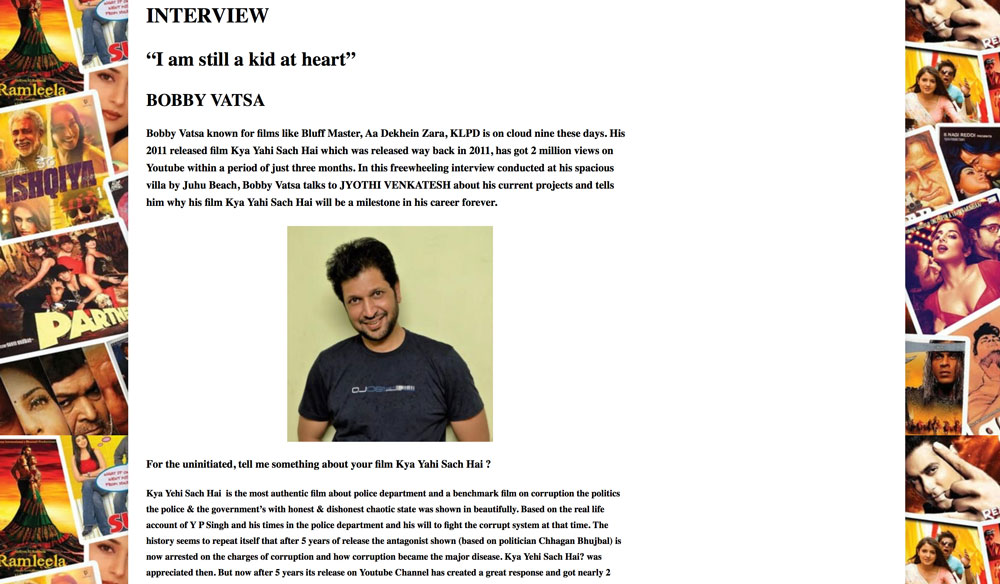 INTERVIEW
“I am still a kid at heart”
BOBBY VATSA
Bobby Vatsa known for films like Bluff Master, Aa Dekhein Zara, KLPD is on cloud nine these days. His
2011 released film Kya Yahi Sach Hai which was released way back in 2011, has got 2 million views on
Youtube within a period of just three months. In this freewheeling interview conducted at his spacious
villa by Juhu Beach, Bobby Vatsa talks to JYOTHI VENKATESH about his current projects and tells
him why his film Kya Yahi Sach Hai will be a milestone in his career forever.
For the uninitiated, tell me something about your film Kya Yahi Sach Hai ?
Kya Yehi Sach Hai  is the most authentic film about police department and a benchmark film on corruption the politics
the police & the government’s with honest & dishonest chaotic state was shown in beautifully. Based on the real life
account of Y P Singh and his times in the police department and his will to fight the corrupt system at that time. The
history seems to repeat itself that after 5 years of release the antagonist shown (based on politician Chhagan Bhujbal) is
now arrested on the charges of corruption and how corruption became the major disease. Kya Yehi Sach Hai? was
appreciated then. But now after 5 years its release on Youtube Channel has created a great response and got nearly 2
Ramleela
ISHQIYA
PARTNE
Ramleela